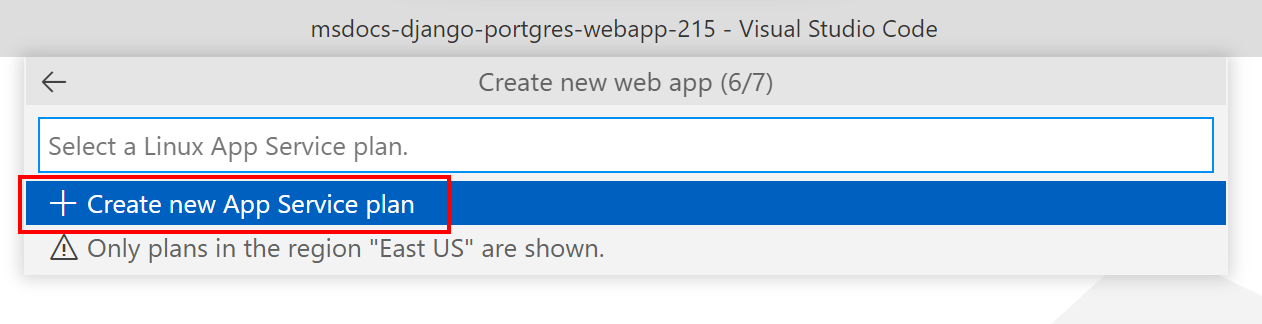 msdocs-django-portgres-webapp-215 - Visual Studio Code
Create new web app (6/7)
Select a Linux App Service plan.
Create new App Service plan
Only plans in the region "East US" are shown.